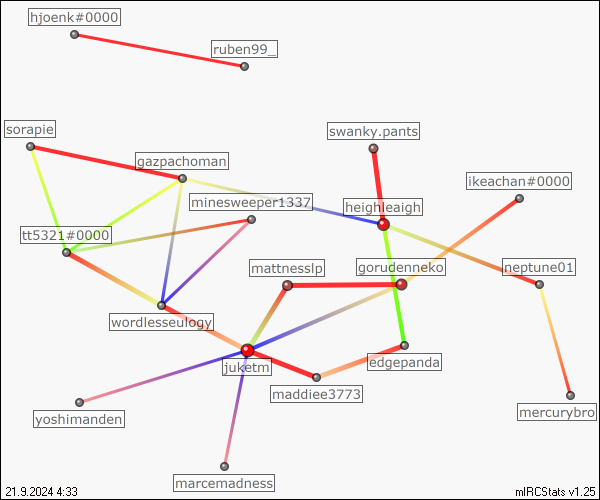 hjoenk#0000
ruben99_
sorapie
swanky.pants
gazpachoman
ikeachan#0000
minesweeper1337
heighleaigh
tt5321#0000
mattnesslp
gorudenneko
neptune01
wordlesseulogy
juketm
edgepanda
maddiee3773
yoshimanden
mercurybro
marcemadness
21.9.2024 4:33
mIRCStats v1.25